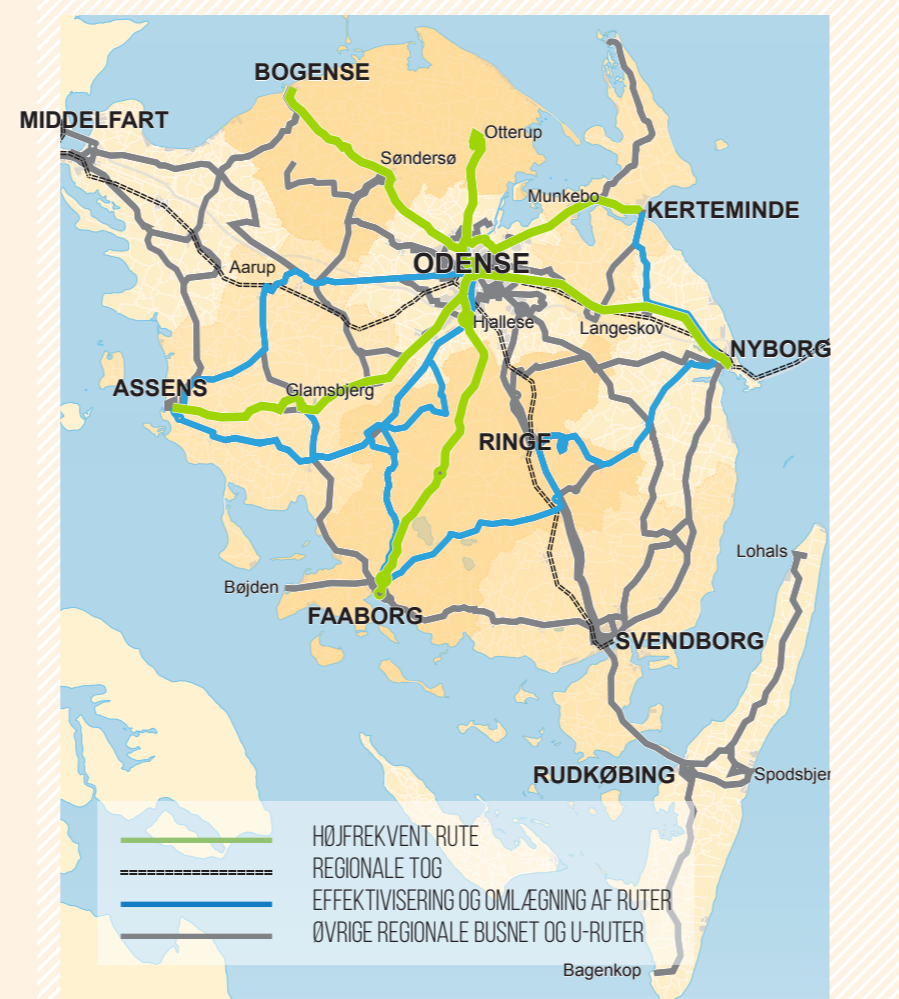 BOGENSE
MIDDELFART
Otterup
Søndersø
Munkebo
KERTEMINDE
ODENSE
Aarup
Hjallese
Langeskov
NYBORG
ASSENS
Glamsbjerg
RINGE
Lohals
Bøjden
FAABORG
SVENDBORG
RUDKØBING
Spodsbjer
HØJFREKVENT RUTE
REGIONALE TOG
EFFEKTIVISERING OG OMLÆGNING AF RUTER
ØVRIGE REGIONALE BUSNET OG U-RUTER
Bagenkop